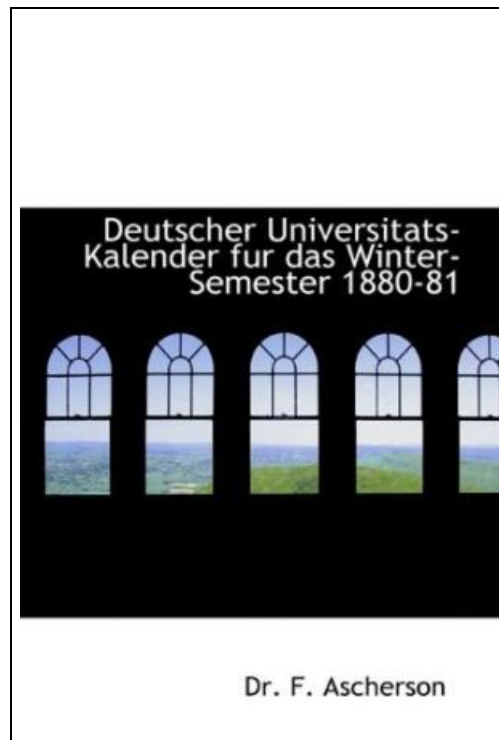 Deutscher Universitats-
Kalender fur das Winter-
Semester 1880-81
Dr. F. Ascherson